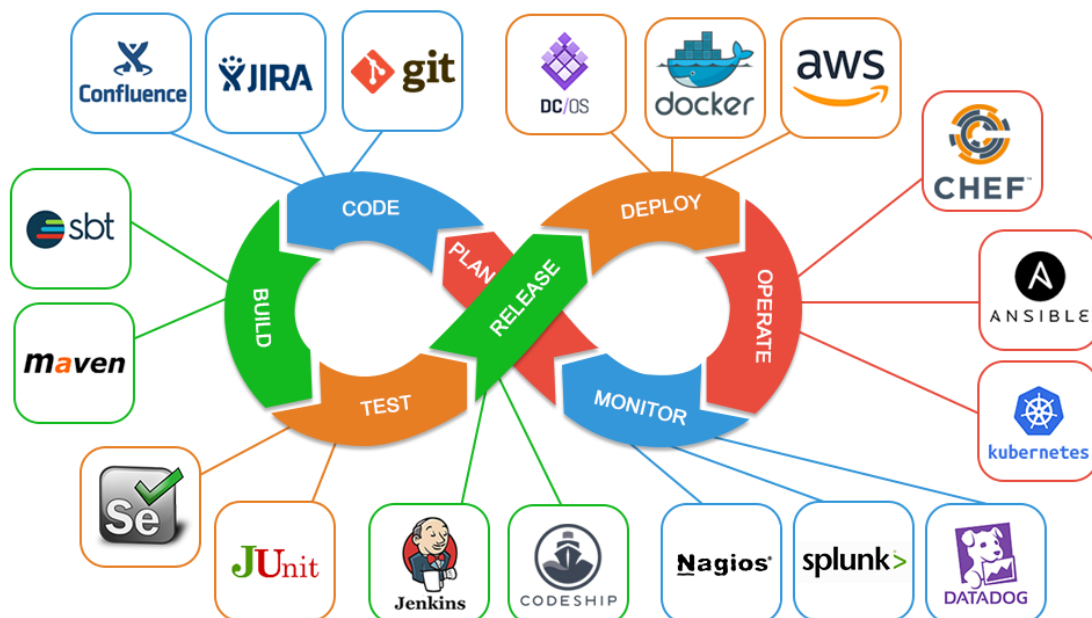 Confluence
JIRA
git
DC/OS
docker
aws
CHEF™
sbt
CODE
DEPLOY
PLAN
RELEASE
BUILD
OPERATE
ANSIBLE
maven
TEST
MONITOR
kubernetes
Se
JUnit
Jenkins
CODESHIP
Nagios®
splunk>
DATADOG